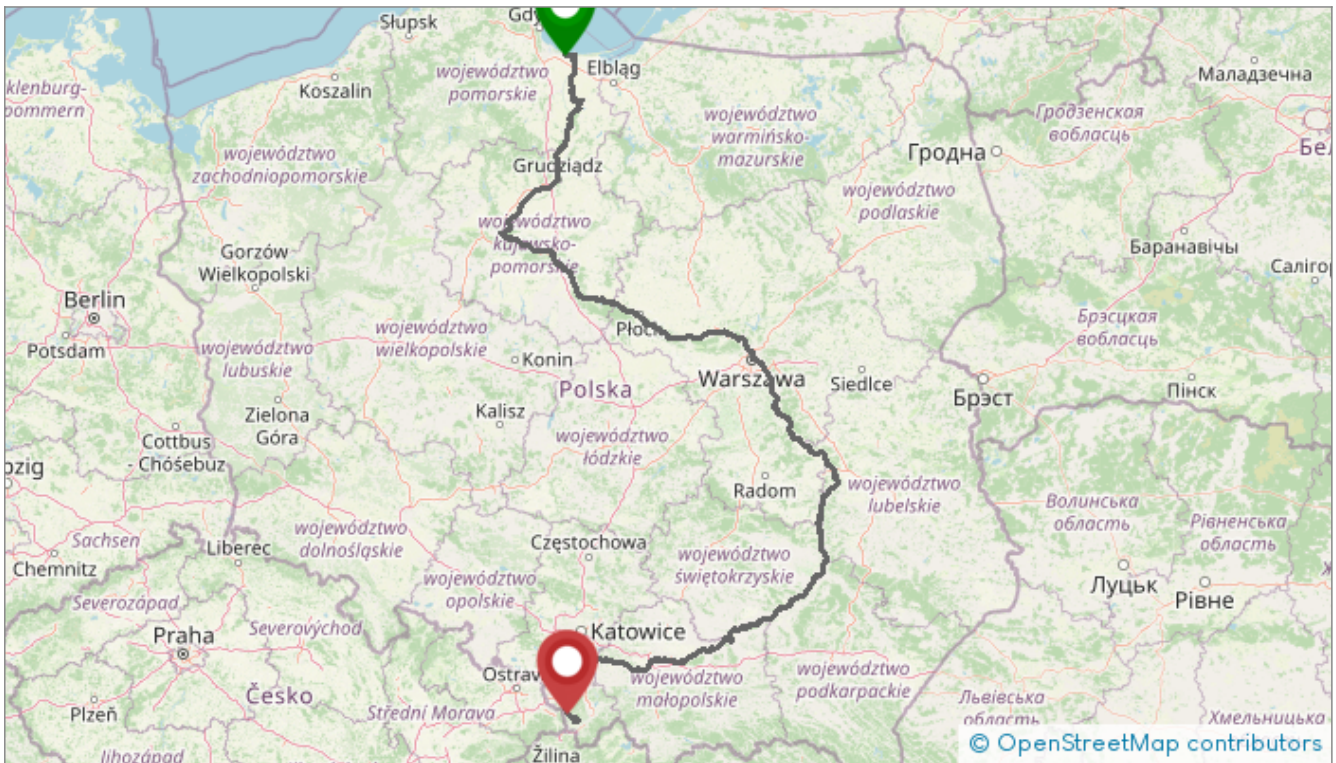 Słupsk
Gdy
Elbląg
Koszalin
województwo
pomorskie
Маладзечна
klenburg-
pommern
województwo
zachodniopomorskie
województwo
warmińsko-
mazurskie
Гродзенская
вобласць
Гродна
Бел
Grudziądz
województwo
podlaskie
województwo
kujawsko-
pomorskie
Gorzów
Wielkopolski
Баранавічы
Саліго
Berlin
Potsdam
województwo
lubuskie
województwo
wielkopolskie
Płock
Konin
Брэсцкая
вобласць
Warszawa
Siedlce
Polska
Пінск
Брэст
Zielona
Góra
Kalisz
Cottbus
- Chóśebuz
województwo
łódzkie
pzig
Radom
województwo
lubelskie
Волинська
область
Рівненська
область
Sachsen
Chemnitz
Liberec
województwo
dolnośląskie
Częstochowa
województwo
świętokrzyskie
województwo
opolskie
Луцьк
Рівне
Severozápad
Severovýchod
Praha
Katowice
Ostrav
województwo
małopolskie
województwo
podkarpackie
Česko
Plzeň
Střední Morava
Львівська
область
Хмельницька
Jihozápad
Žilina
© OpenStreetMap contributors